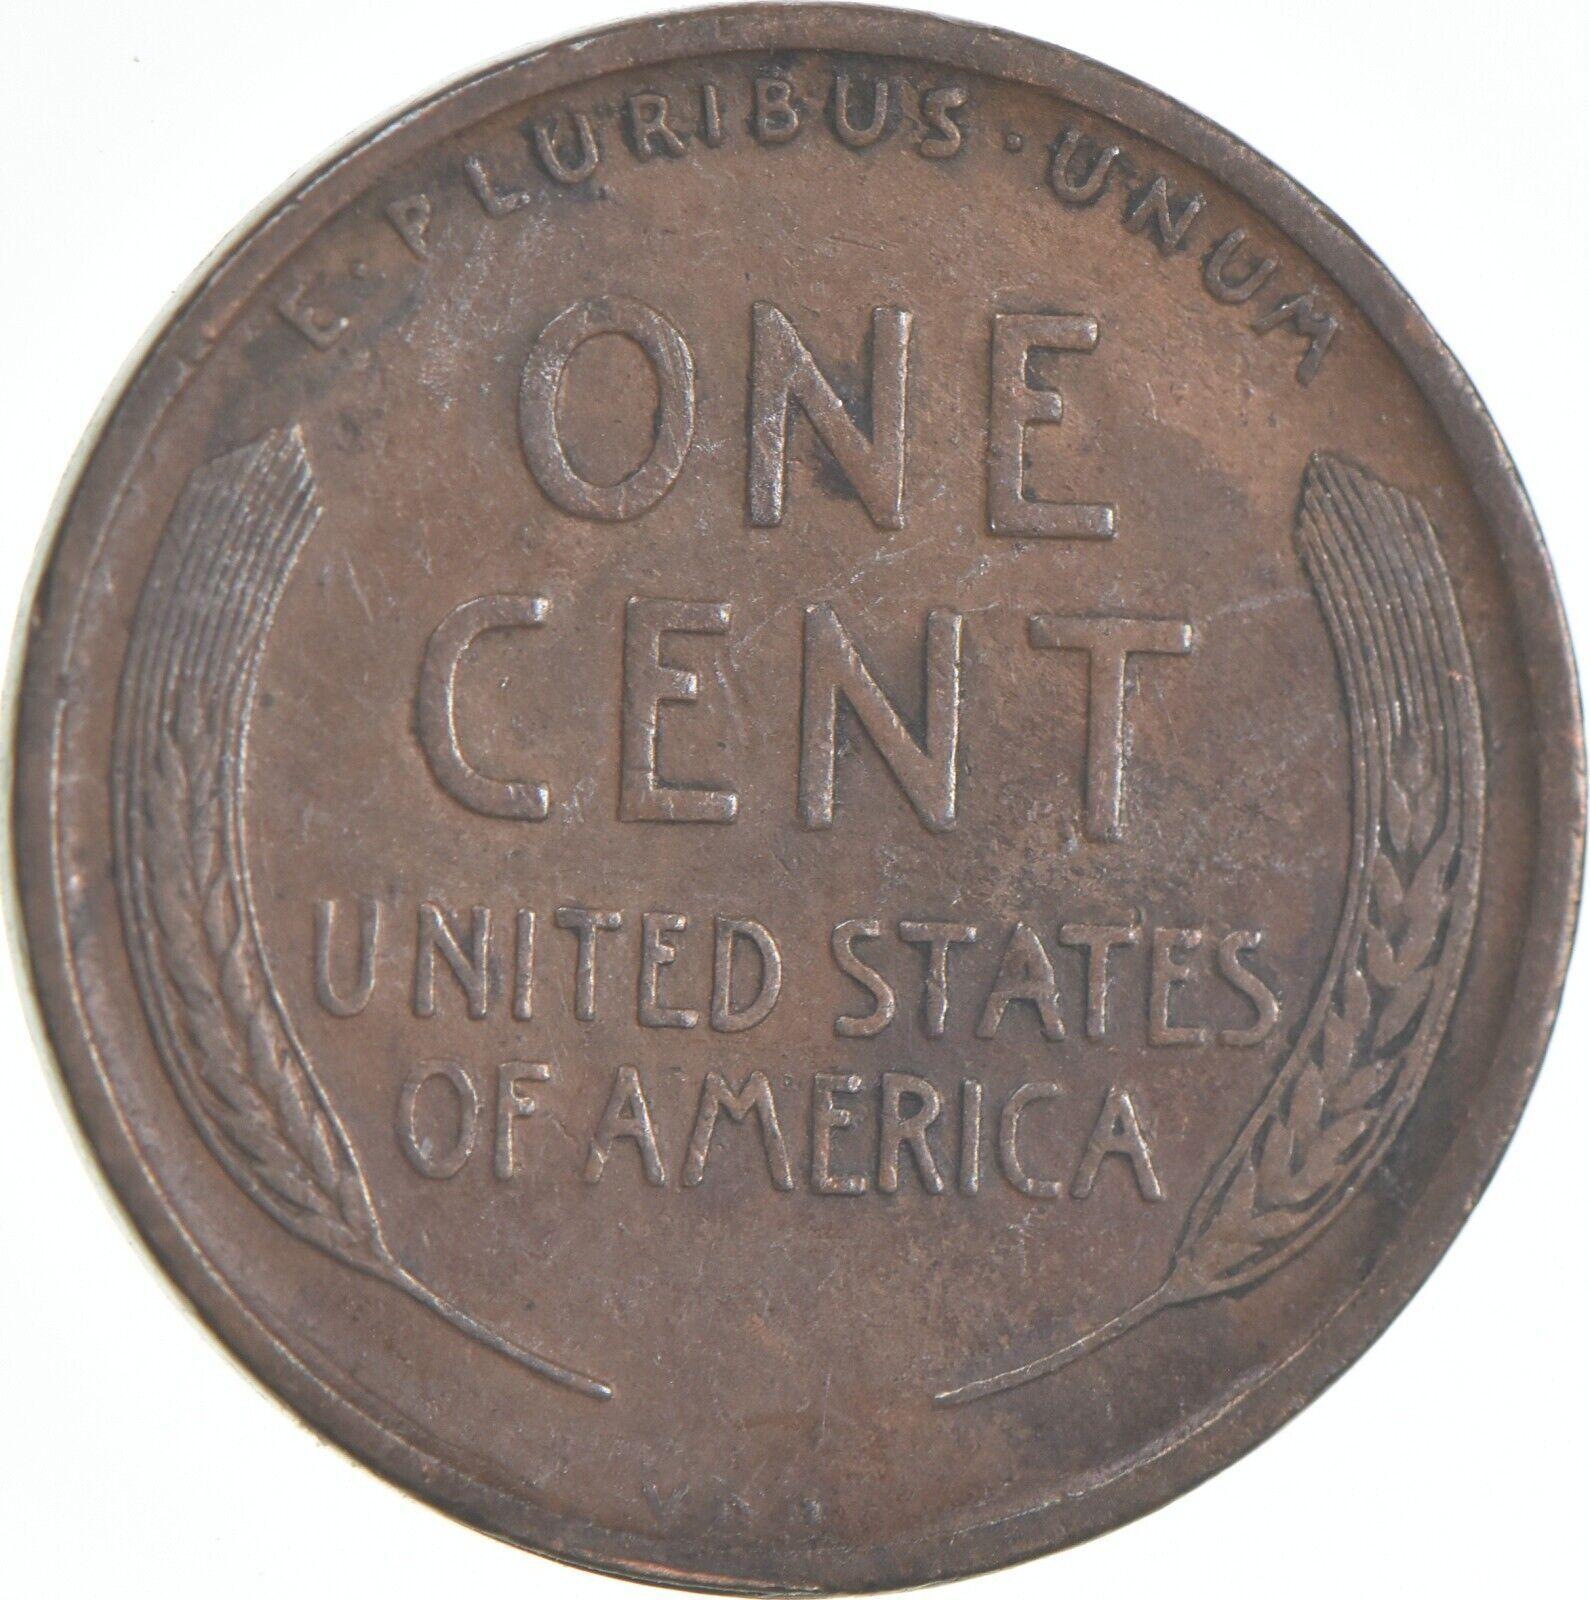 E · PLURIBUS · UNUM
ONE
CENT
UNITED STATES
OF AMERICA